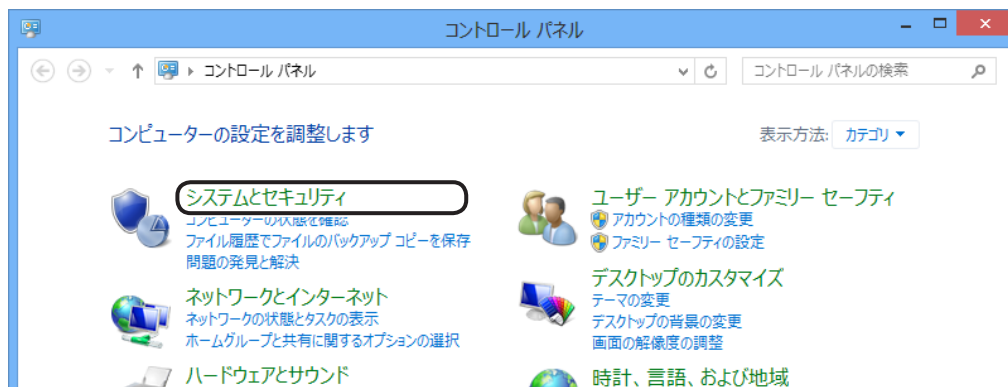 コントロール パネル
コントロール パネル
コントロール パネルの検索
コンピューターの設定を調整します
表示方法: カテゴリ
システムとセキュリティ
コンピューターの状態を確認
ファイル履歴でファイルのバックアップ コピーを保存
問題の発見と解決
ネットワークとインターネット
ネットワークの状態とタスクの表示
ホームグループと共有に関するオプションの選択
ハードウェアとサウンド
ユーザー アカウントとファミリー セーフティ
アカウントの種類の変更
ファミリー セーフティの設定
デスクトップのカスタマイズ
テーマの変更
デスクトップの背景の変更
画面の解像度の調整
時計、言語、および地域